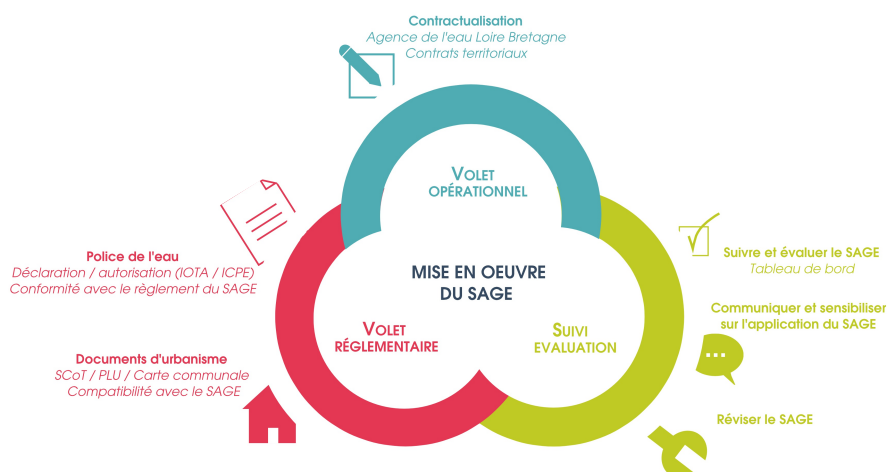 Contractualisation
Agence de l'eau Loire Bretagne
Contrats territoriaux
VOLET
OPÉRATIONNEL
Police de l'eau
Déclaration / autorisation (IOTA / ICPE)
Conformité avec le règlement du SAGE
MISE EN OEUVRE
DU SAGE
Suivre et évaluer le SAGE
Tableau de bord
Communiquer et sensibiliser
sur l'application du SAGE
VOLET
RÉGLEMENTAIRE
SUIVI
EVALUATION
Documents d'urbanisme
SCoT / PLU / Carte communale
Compatibilité avec le SAGE
Réviser le SAGE